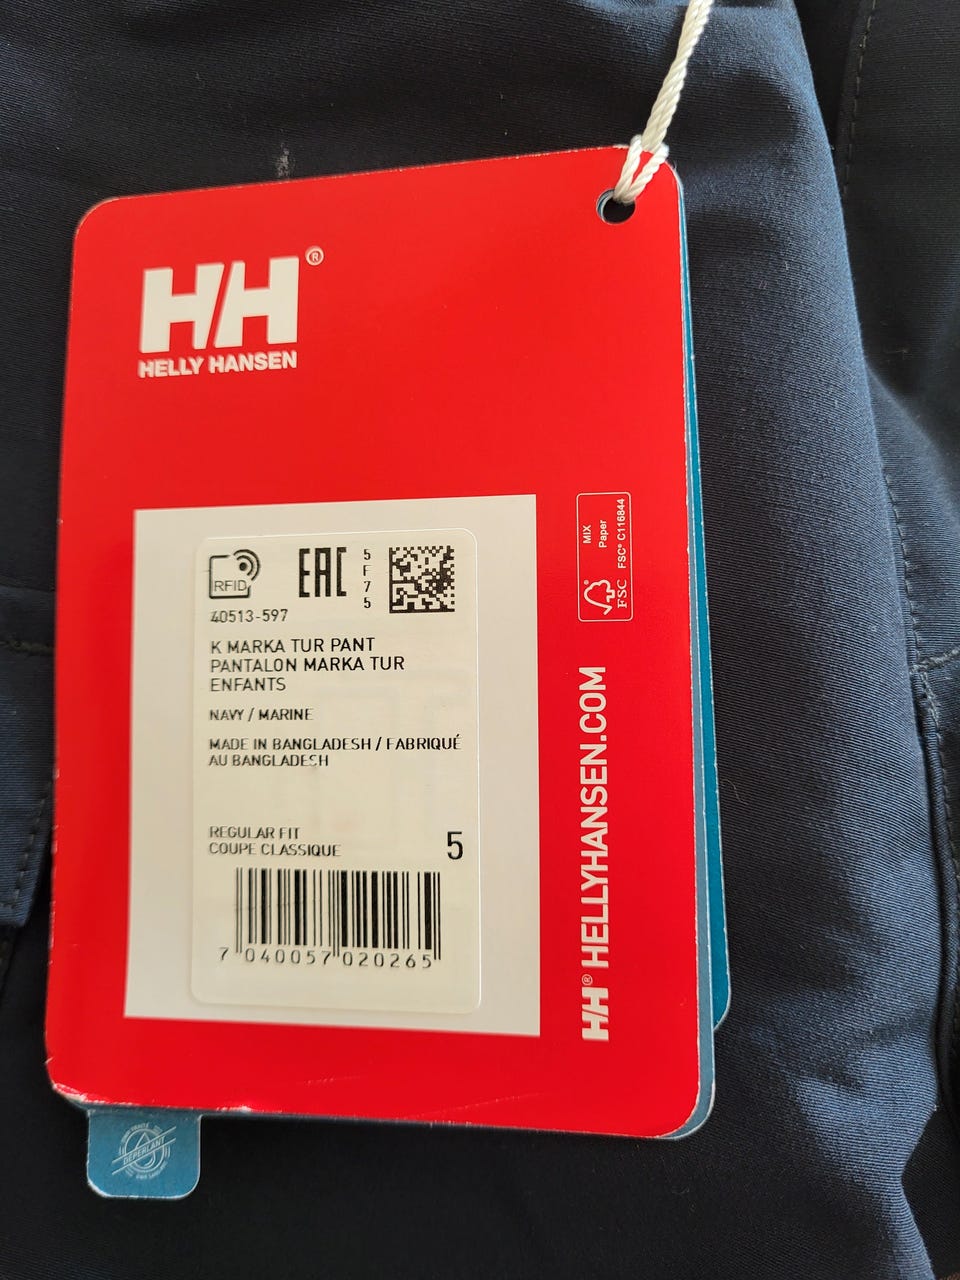 HH®
HELLY HANSEN
RFID
EAC
5
F
7
5
40513-597
K MARKA TUR PANT
PANTALON MARKA TUR
ENFANTS
NAVY / MARINE
MADE IN BANGLADESH / FABRIQUÉ
AU BANGLADESH
REGULAR FIT
COUPE CLASSIQUE
5
7 040057 020265
MIX
Paper
FSC® C116844
FSC
HH® HELLYHANSEN.COM
DÉPERLANT